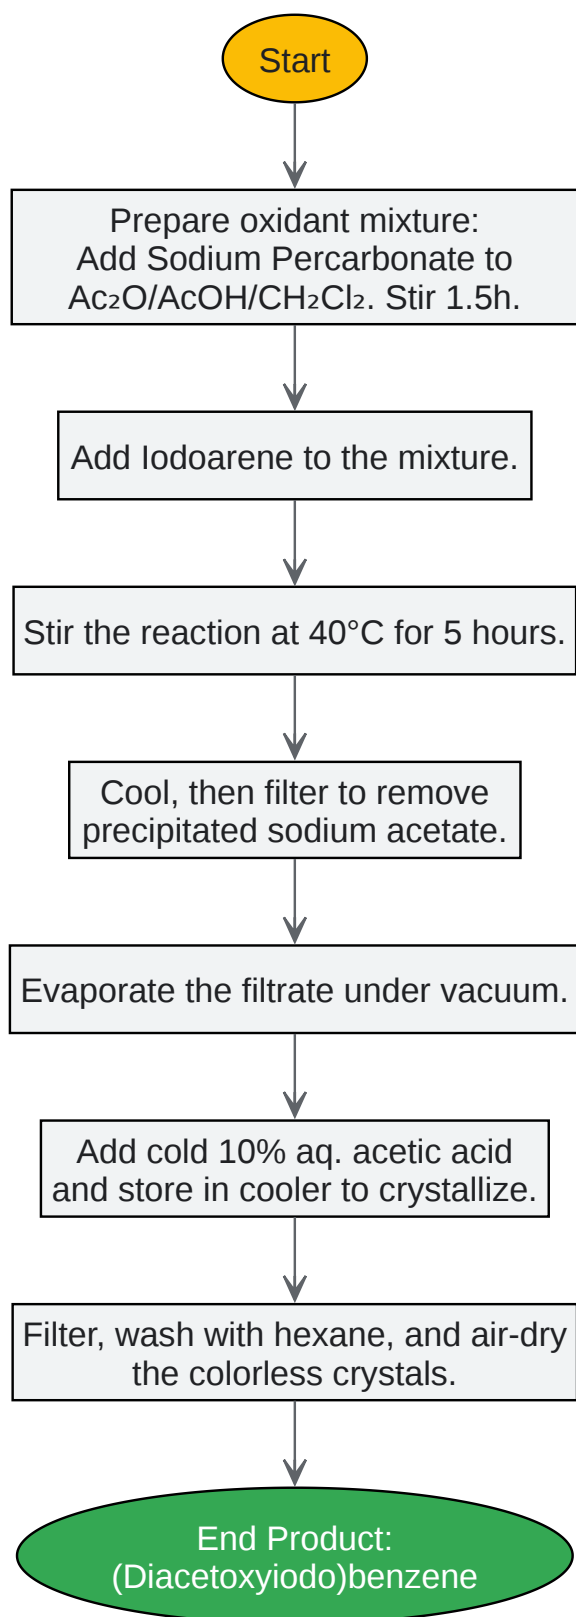 Start
Prepare oxidant mixture:
Add Sodium Percarbonate to
Ac₂O/AcOH/CH₂Cl₂. Stir 1.5h.
Add Iodoarene to the mixture.
Stir the reaction at 40°C for 5 hours.
Cool, then filter to remove
precipitated sodium acetate.
Evaporate the filtrate under vacuum.
Add cold 10% aq. acetic acid
and store in cooler to crystallize.
Filter, wash with hexane, and air-dry
the colorless crystals.
End Product:
(Diacetoxyiodo)benzene